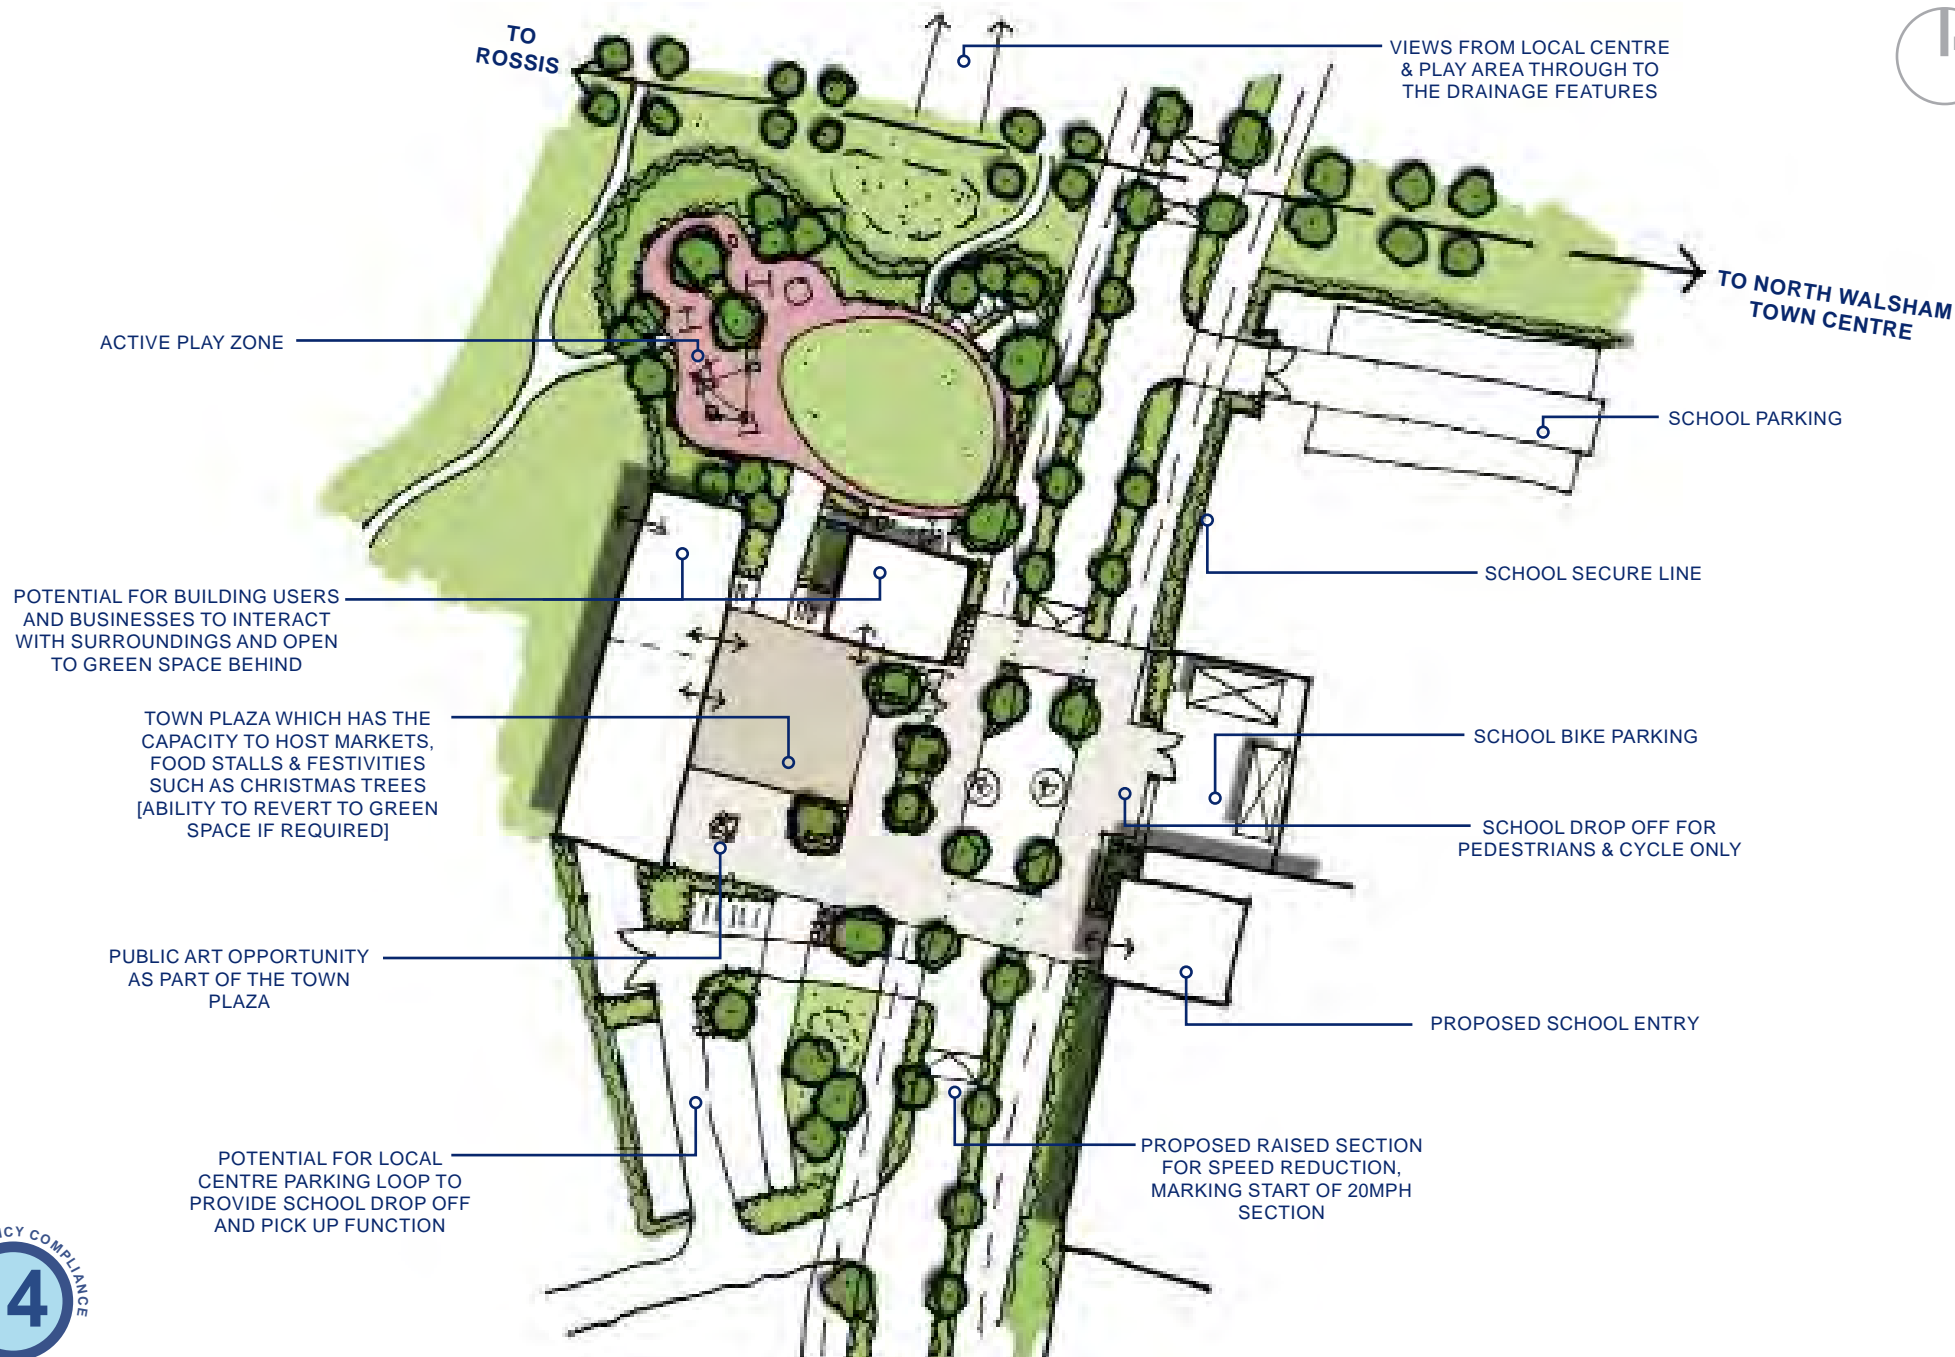 TO
ROSSIS
VIEWS FROM LOCAL CENTRE
& PLAY AREA THROUGH TO
THE DRAINAGE FEATURES
TO NORTH WALSHAM
TOWN CENTRE
ACTIVE PLAY ZONE
SCHOOL PARKING
SCHOOL SECURE LINE
POTENTIAL FOR BUILDING USERS
AND BUSINESSES TO INTERACT
WITH SURROUNDINGS AND OPEN
TO GREEN SPACE BEHIND
TOWN PLAZA WHICH HAS THE
CAPACITY TO HOST MARKETS,
FOOD STALLS & FESTIVITIES
SUCH AS CHRISTMAS TREES
[ABILITY TO REVERT TO GREEN
SPACE IF REQUIRED]
SCHOOL BIKE PARKING
SCHOOL DROP OFF FOR
PEDESTRIANS & CYCLE ONLY
PUBLIC ART OPPORTUNITY
AS PART OF THE TOWN
PLAZA
PROPOSED SCHOOL ENTRY
POTENTIAL FOR LOCAL
CENTRE PARKING LOOP TO
PROVIDE SCHOOL DROP OFF
AND PICK UP FUNCTION
PROPOSED RAISED SECTION
FOR SPEED REDUCTION,
MARKING START OF 20MPH
SECTION
CY COMPLIANCE
4